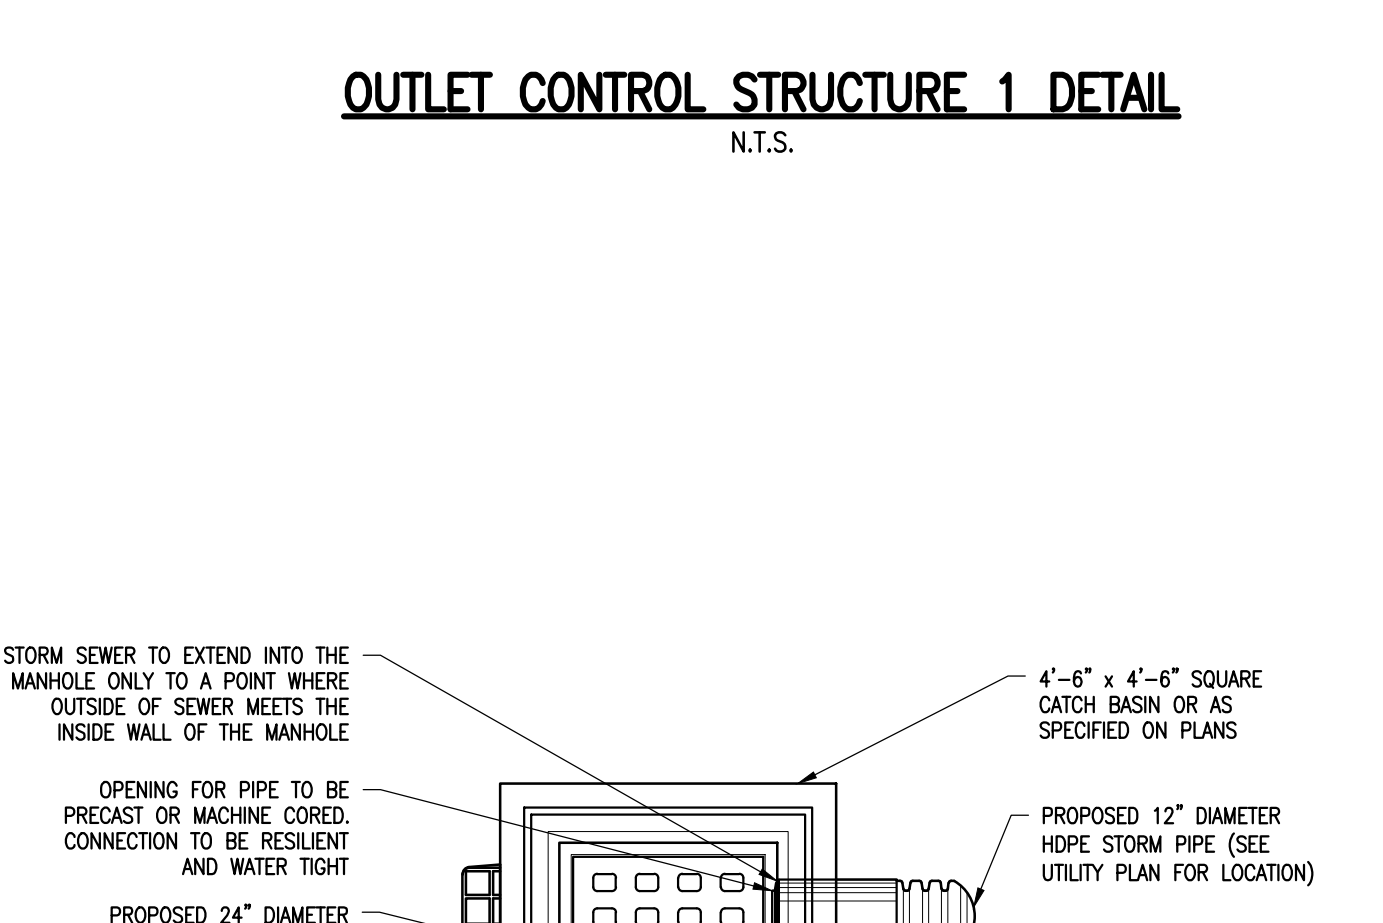 OUTLET CONTROL STRUCTURE 1 DETAIL
N.T.S.
STORM SEWER TO EXTEND INTO THE
MANHOLE ONLY TO A POINT WHERE
OUTSIDE OF SEWER MEETS THE
INSIDE WALL OF THE MANHOLE
4'-6" x 4'-6" SQUARE
CATCH BASIN OR AS
SPECIFIED ON PLANS
OPENING FOR PIPE TO BE
PRECAST OR MACHINE CORED.
CONNECTION TO BE RESILIENT
AND WATER TIGHT
PROPOSED 12" DIAMETER
HDPE STORM PIPE (SEE
UTILITY PLAN FOR LOCATION)
PROPOSED 24" DIAMETER